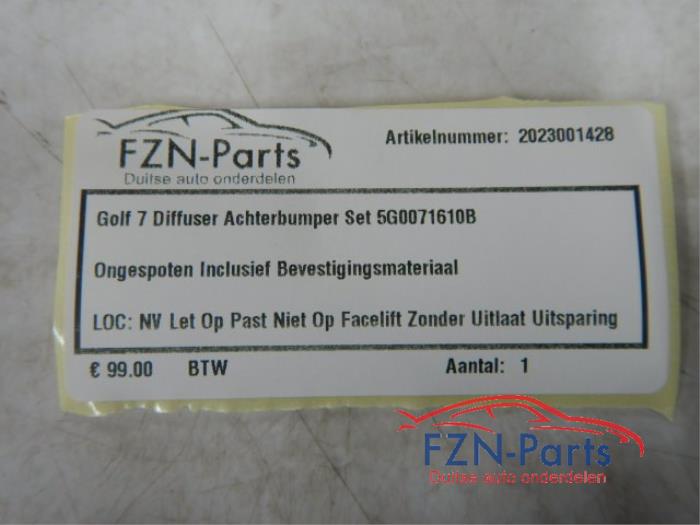 FZN-Parts
Duitse auto onderdelen
Artikelnummer: 2023001428
Golf 7 Diffuser Achterbumper Set 5G0071610B
Ongespoten Inclusief Bevestigingsmateriaal
LOC: NV Let Op Past Niet Op Facelift Zonder Uitlaat Uitsparing
€ 99.00 BTW Aantal: 1
FZN-Parts
Duitse auto onderdelen